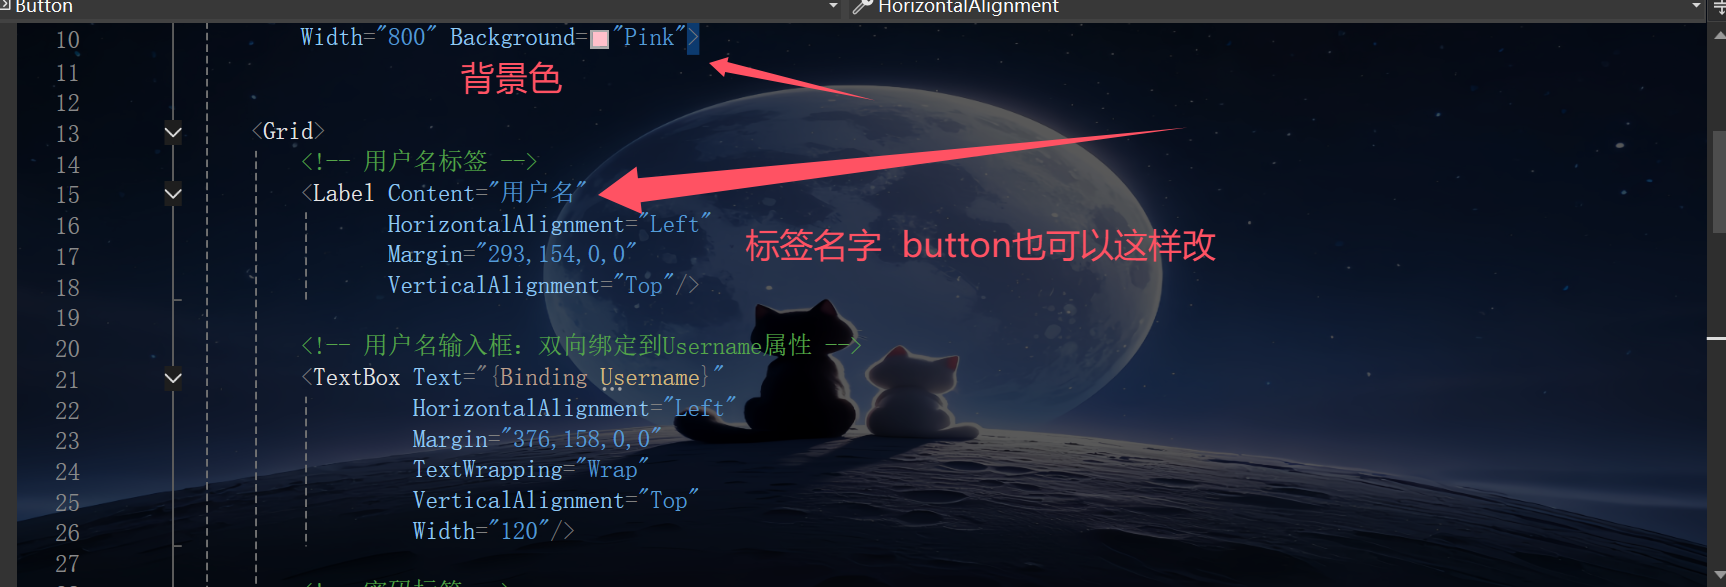 Button HorizontalAlignment
10 Width="800" Background="Pink">
11 背景色
12
13 <Grid>
14 <!-- 用户名标签 -->
15 <Label Content="用户名"
16 HorizontalAlignment="Left"
标签名字 button也可以这样改
17 Margin="293,154,0,0"
18 VerticalAlignment="Top"/>
19
20 <!-- 用户名输入框：双向绑定到Username属性 -->
21 <TextBox Text="{Binding Username}"
22 HorizontalAlignment="Left"
23 Margin="376,158,0,0"
24 TextWrapping="Wrap"
25 VerticalAlignment="Top"
26 Width="120"/>
27